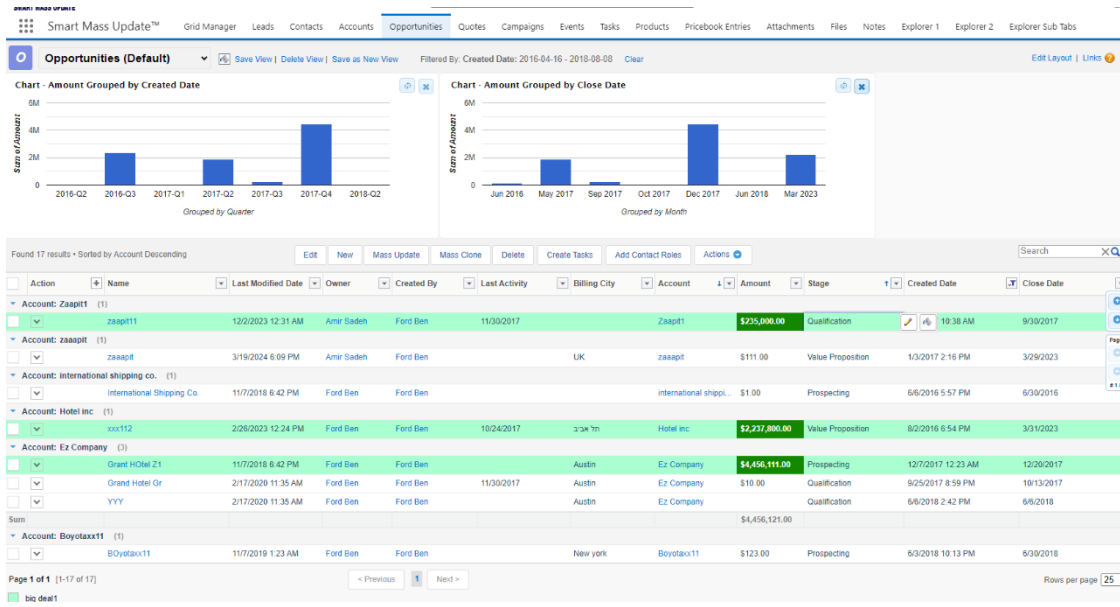 SMART MASS UPDATE
Smart Mass Update™ Grid Manager Leads Contacts Accounts Opportunities Quotes Campaigns Events Tasks Products Pricebook Entries Attachments Files Notes Explorer 1 Explorer 2 Explorer Sub Tabs
O Opportunities (Default) Save View | Delete View | Save as New View Filtered By: Created Date: 2016-04-16 - 2018-08-08 Clear Edit Layout | Links ?
Chart - Amount Grouped by Created Date
6M
4M
2M
0
Sum of Amount
2016-Q2 2016-Q3 2017-Q1 2017-Q2 2017-Q3 2017-Q4 2018-Q2
Grouped by Quarter
Chart - Amount Grouped by Close Date
6M
4M
2M
0
Sum of Amount
Jun 2016 May 2017 Sep 2017 Oct 2017 Dec 2017 Jun 2018 Mar 2023
Grouped by Month
Found 17 results • Sorted by Account Descending Edit New Mass Update Mass Clone Delete Create Tasks Add Contact Roles Actions Search
Action Name Last Modified Date Owner Created By Last Activity Billing City Account Amount Stage Created Date Close Date
Account: Zaapit1 (1)
zaapit11 12/2/2023 12:31 AM Amir Sadeh Ford Ben 11/30/2017 Zaapit1 $235,000.00 Qualification 10:38 AM 9/30/2017
Account: zaaapit (1)
zaaapit 3/19/2024 6:09 PM Amir Sadeh Ford Ben UK zaaapit $111.00 Value Proposition 1/3/2017 2:16 PM 3/29/2023
Account: international shipping co. (1)
International Shipping Co. 11/7/2018 6:42 PM Ford Ben Ford Ben international shippi... $1.00 Prospecting 6/6/2016 5:57 PM 6/30/2016
Account: Hotel inc (1)
xxx112 2/26/2023 12:24 PM Ford Ben Ford Ben 10/24/2017 תל אביב Hotel inc $2,237,800.00 Value Proposition 8/2/2016 6:54 PM 3/31/2023
Account: Ez Company (3)
Grant HOtel Z1 11/7/2018 6:42 PM Ford Ben Ford Ben Austin Ez Company $4,456,111.00 Prospecting 12/7/2017 12:23 AM 12/20/2017
Grand Hotel Gr 2/17/2020 11:35 AM Ford Ben Ford Ben 11/30/2017 Austin Ez Company $10.00 Qualification 9/25/2017 8:59 PM 10/13/2017
YYY 2/17/2020 11:35 AM Ford Ben Ford Ben Austin Ez Company Qualification 6/6/2018 2:42 PM 6/6/2018
Sum $4,456,121.00
Account: Boyotaxx11 (1)
BOyotaxx11 11/7/2019 1:23 AM Ford Ben Ford Ben New york Boyotaxx11 $123.00 Prospecting 6/3/2018 10:13 PM 6/30/2018
Page 1 of 1 [1-17 of 17] < Previous 1 Next > Rows per page 25
big deal1